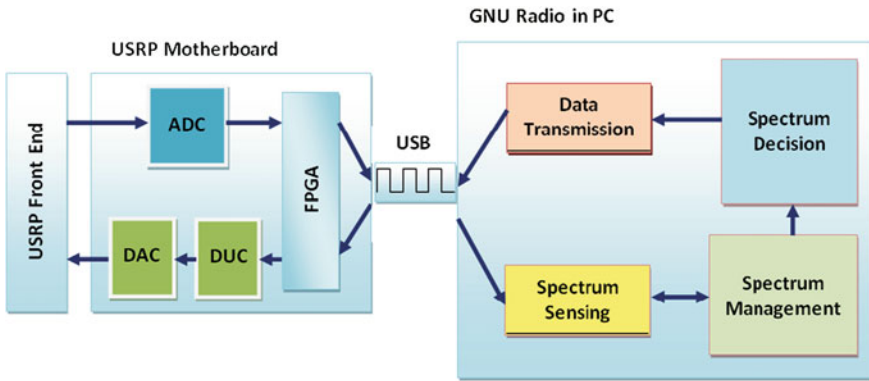 GNU Radio in PC
USRP Motherboard
USRP Front End
ADC
FPGA
DAC
DUC
USB
Data
Transmission
Spectrum
Decision
Spectrum
Sensing
Spectrum
Management